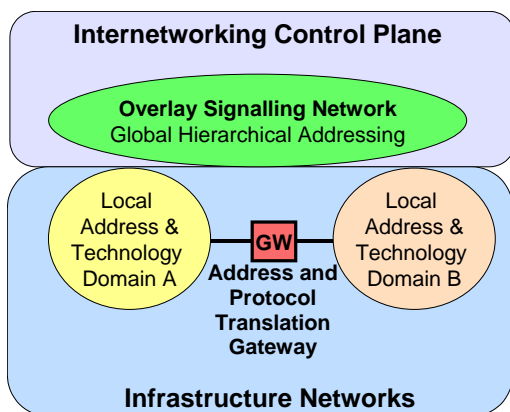 Internetworking Control Plane
Overlay Signalling Network
Global Hierarchical Addressing
Local
Address &
Technology
Domain A
GW
Address and
Protocol
Translation
Gateway
Local
Address &
Technology
Domain B
Infrastructure Networks